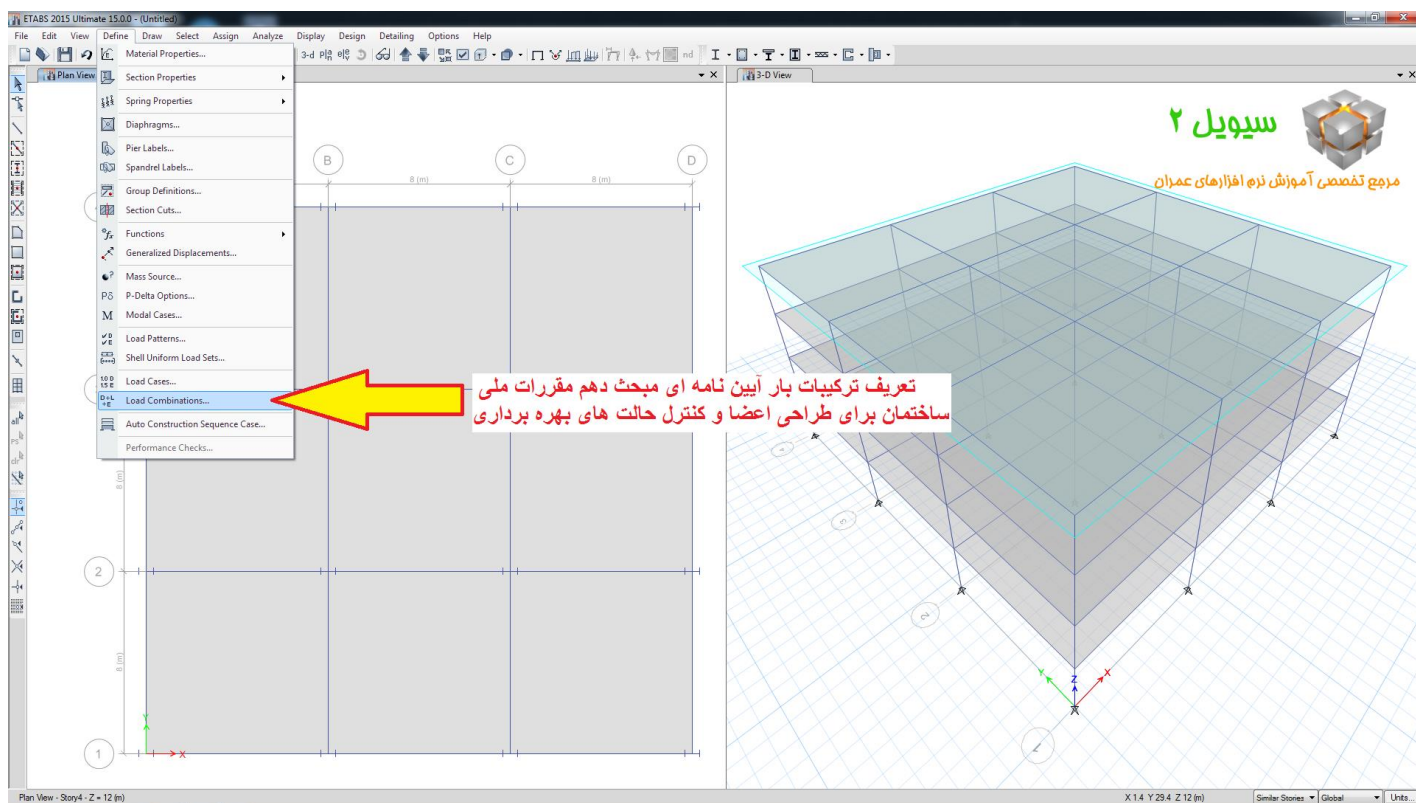 ETABS 2015 Ultimate 15.0.0 - (Untitled)
File Edit View Define Draw Select Assign Analyze Display Design Detailing Options Help
3-d
nd
Plan View
3-D View
Material Properties...
Section Properties
Spring Properties
Diaphragms...
Pier Labels...
Spandrel Labels...
Group Definitions...
Section Cuts...
Functions
Generalized Displacements...
Mass Source...
Pδ P-Delta Options...
M Modal Cases...
Load Patterns...
Shell Uniform Load Sets...
Load Cases...
D+L +E Load Combinations...
Auto Construction Sequence Case...
Performance Checks...
B C D
8 (m) 8 (m)
8 (m)
2
8 (m)
1
Y
X
سیویل ۲
مرجع تخصصی آموزش نرم افزارهای عمران
تعریف ترکیبات بار آیین نامه ای مبحث دهم مقررات ملی
ساختمان برای طراحی اعضا و کنترل حالت های بهره برداری
Y Z X
Plan View - Story4 - Z = 12 (m)
X 1.4 Y 29.4 Z 12 (m)
Similar Stories
Global
Units...